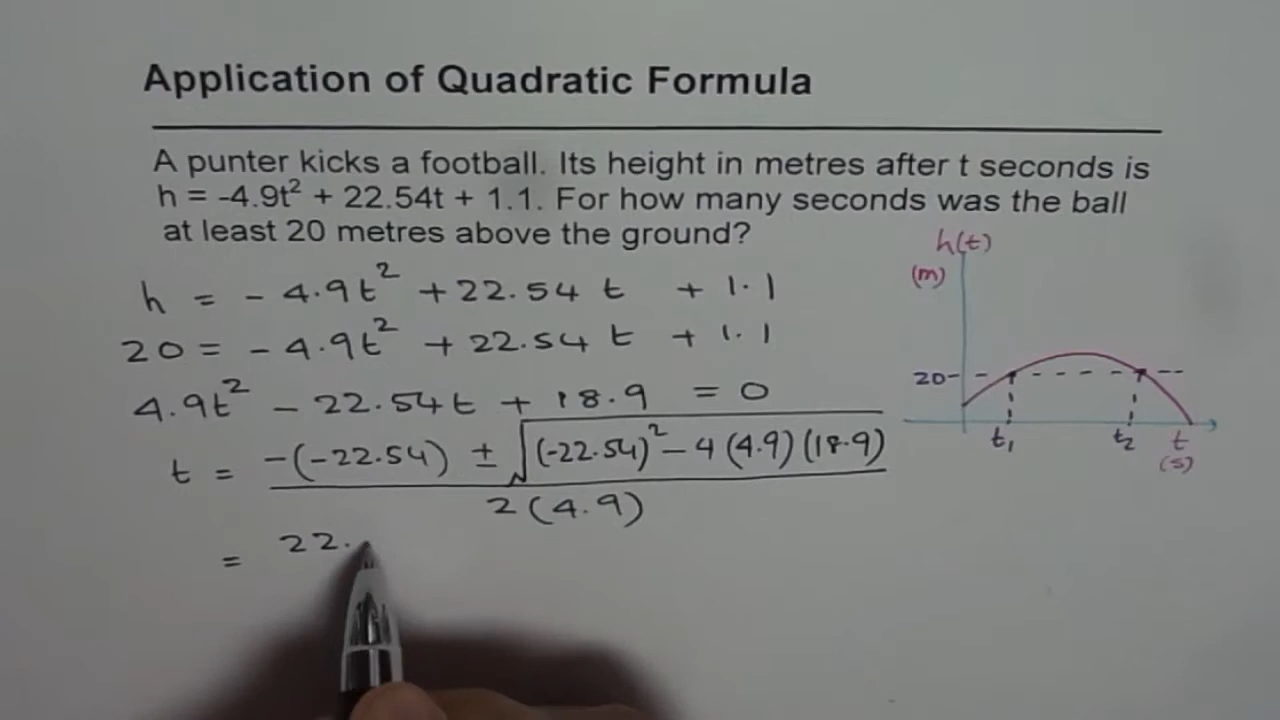 Application of Quadratic Formula
A punter kicks a football. Its height in metres after t seconds is
h = -4.9t² + 22.54t + 1.1. For how many seconds was the ball
at least 20 metres above the ground?
h = - 4.9t² + 22.54 t + 1.1
20 = - 4.9t² + 22.54 t + 1.1
4.9t² - 22.54t + 18.9 = 0
t = -(-22.54) ± √(-22.54)² - 4(4.9)(18.9)
2(4.9)
= 22.
h(t)
(m)
20
t₁ t₂ t
(s)